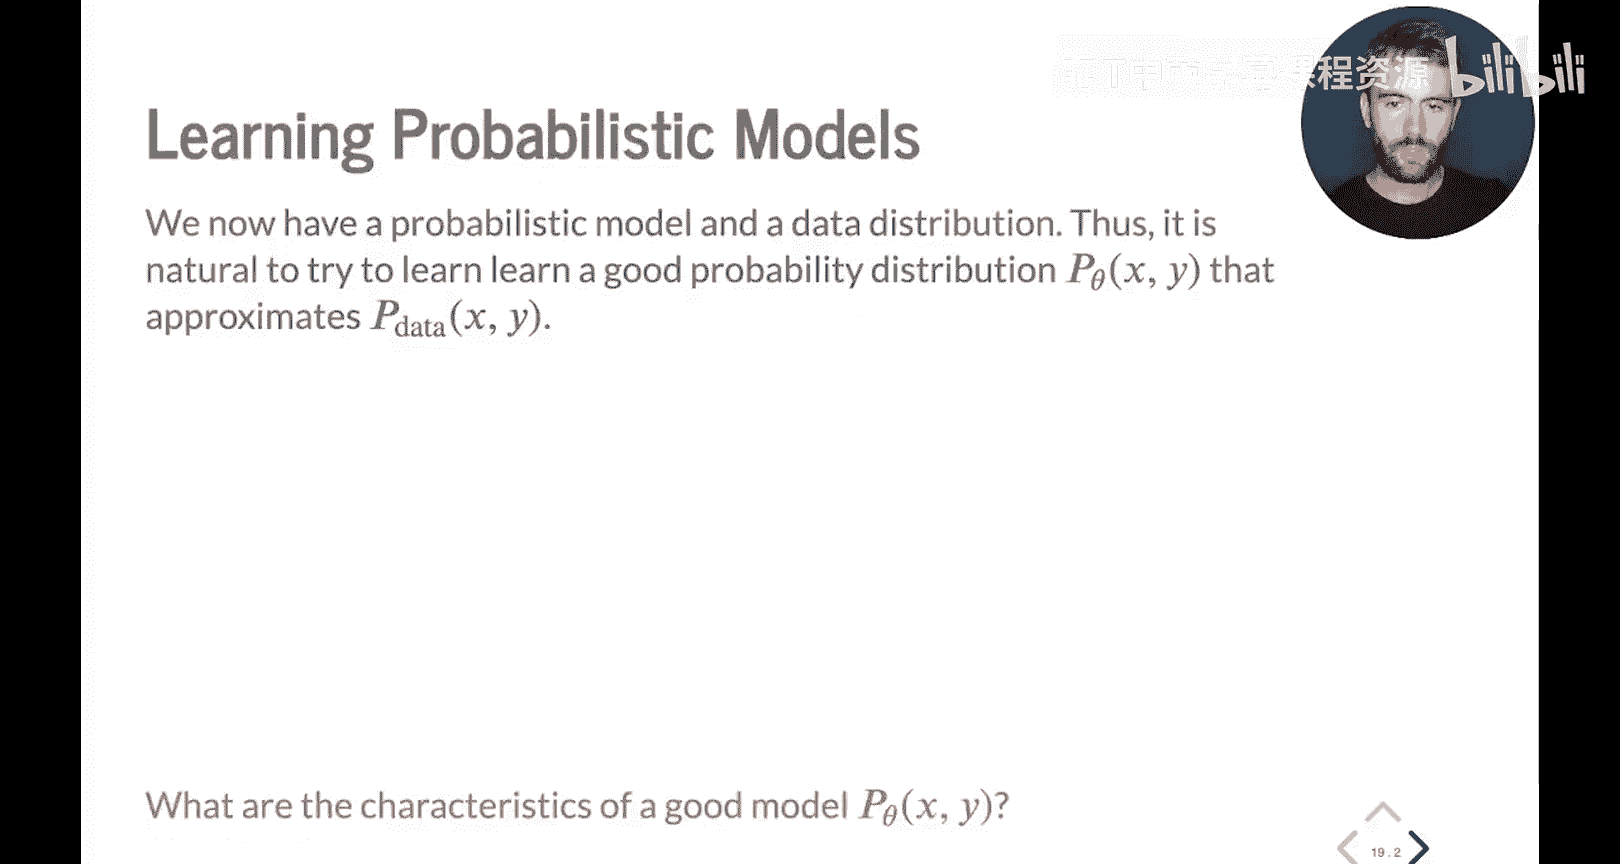 程资源 bilibili
Learning Probabilistic Models
We now have a probabilistic model and a data distribution. Thus, it is
natural to try to learn learn a good probability distribution Pθ(x, y) that
approximates Pdata(x, y).
What are the characteristics of a good model Pθ(x, y)?
19.2